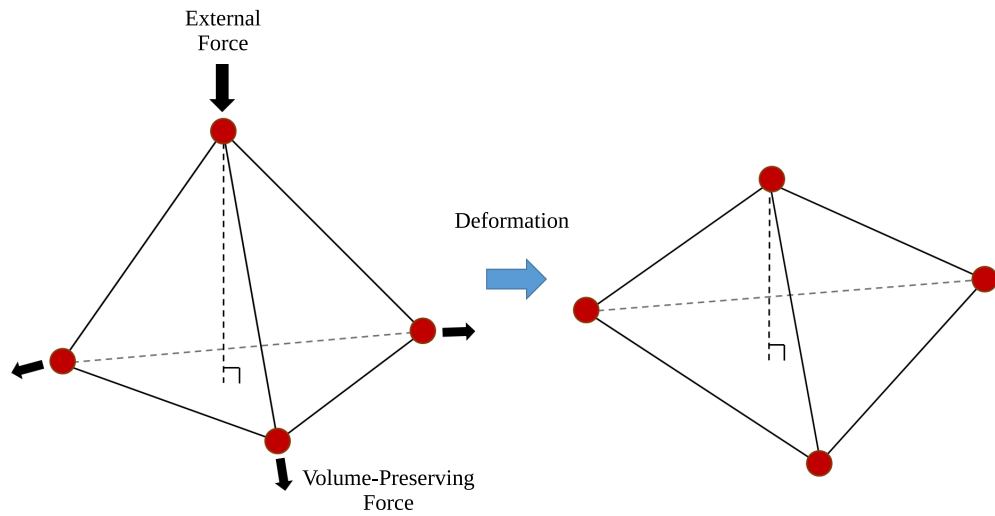 External
Force
Deformation
Volume-Preserving
Force